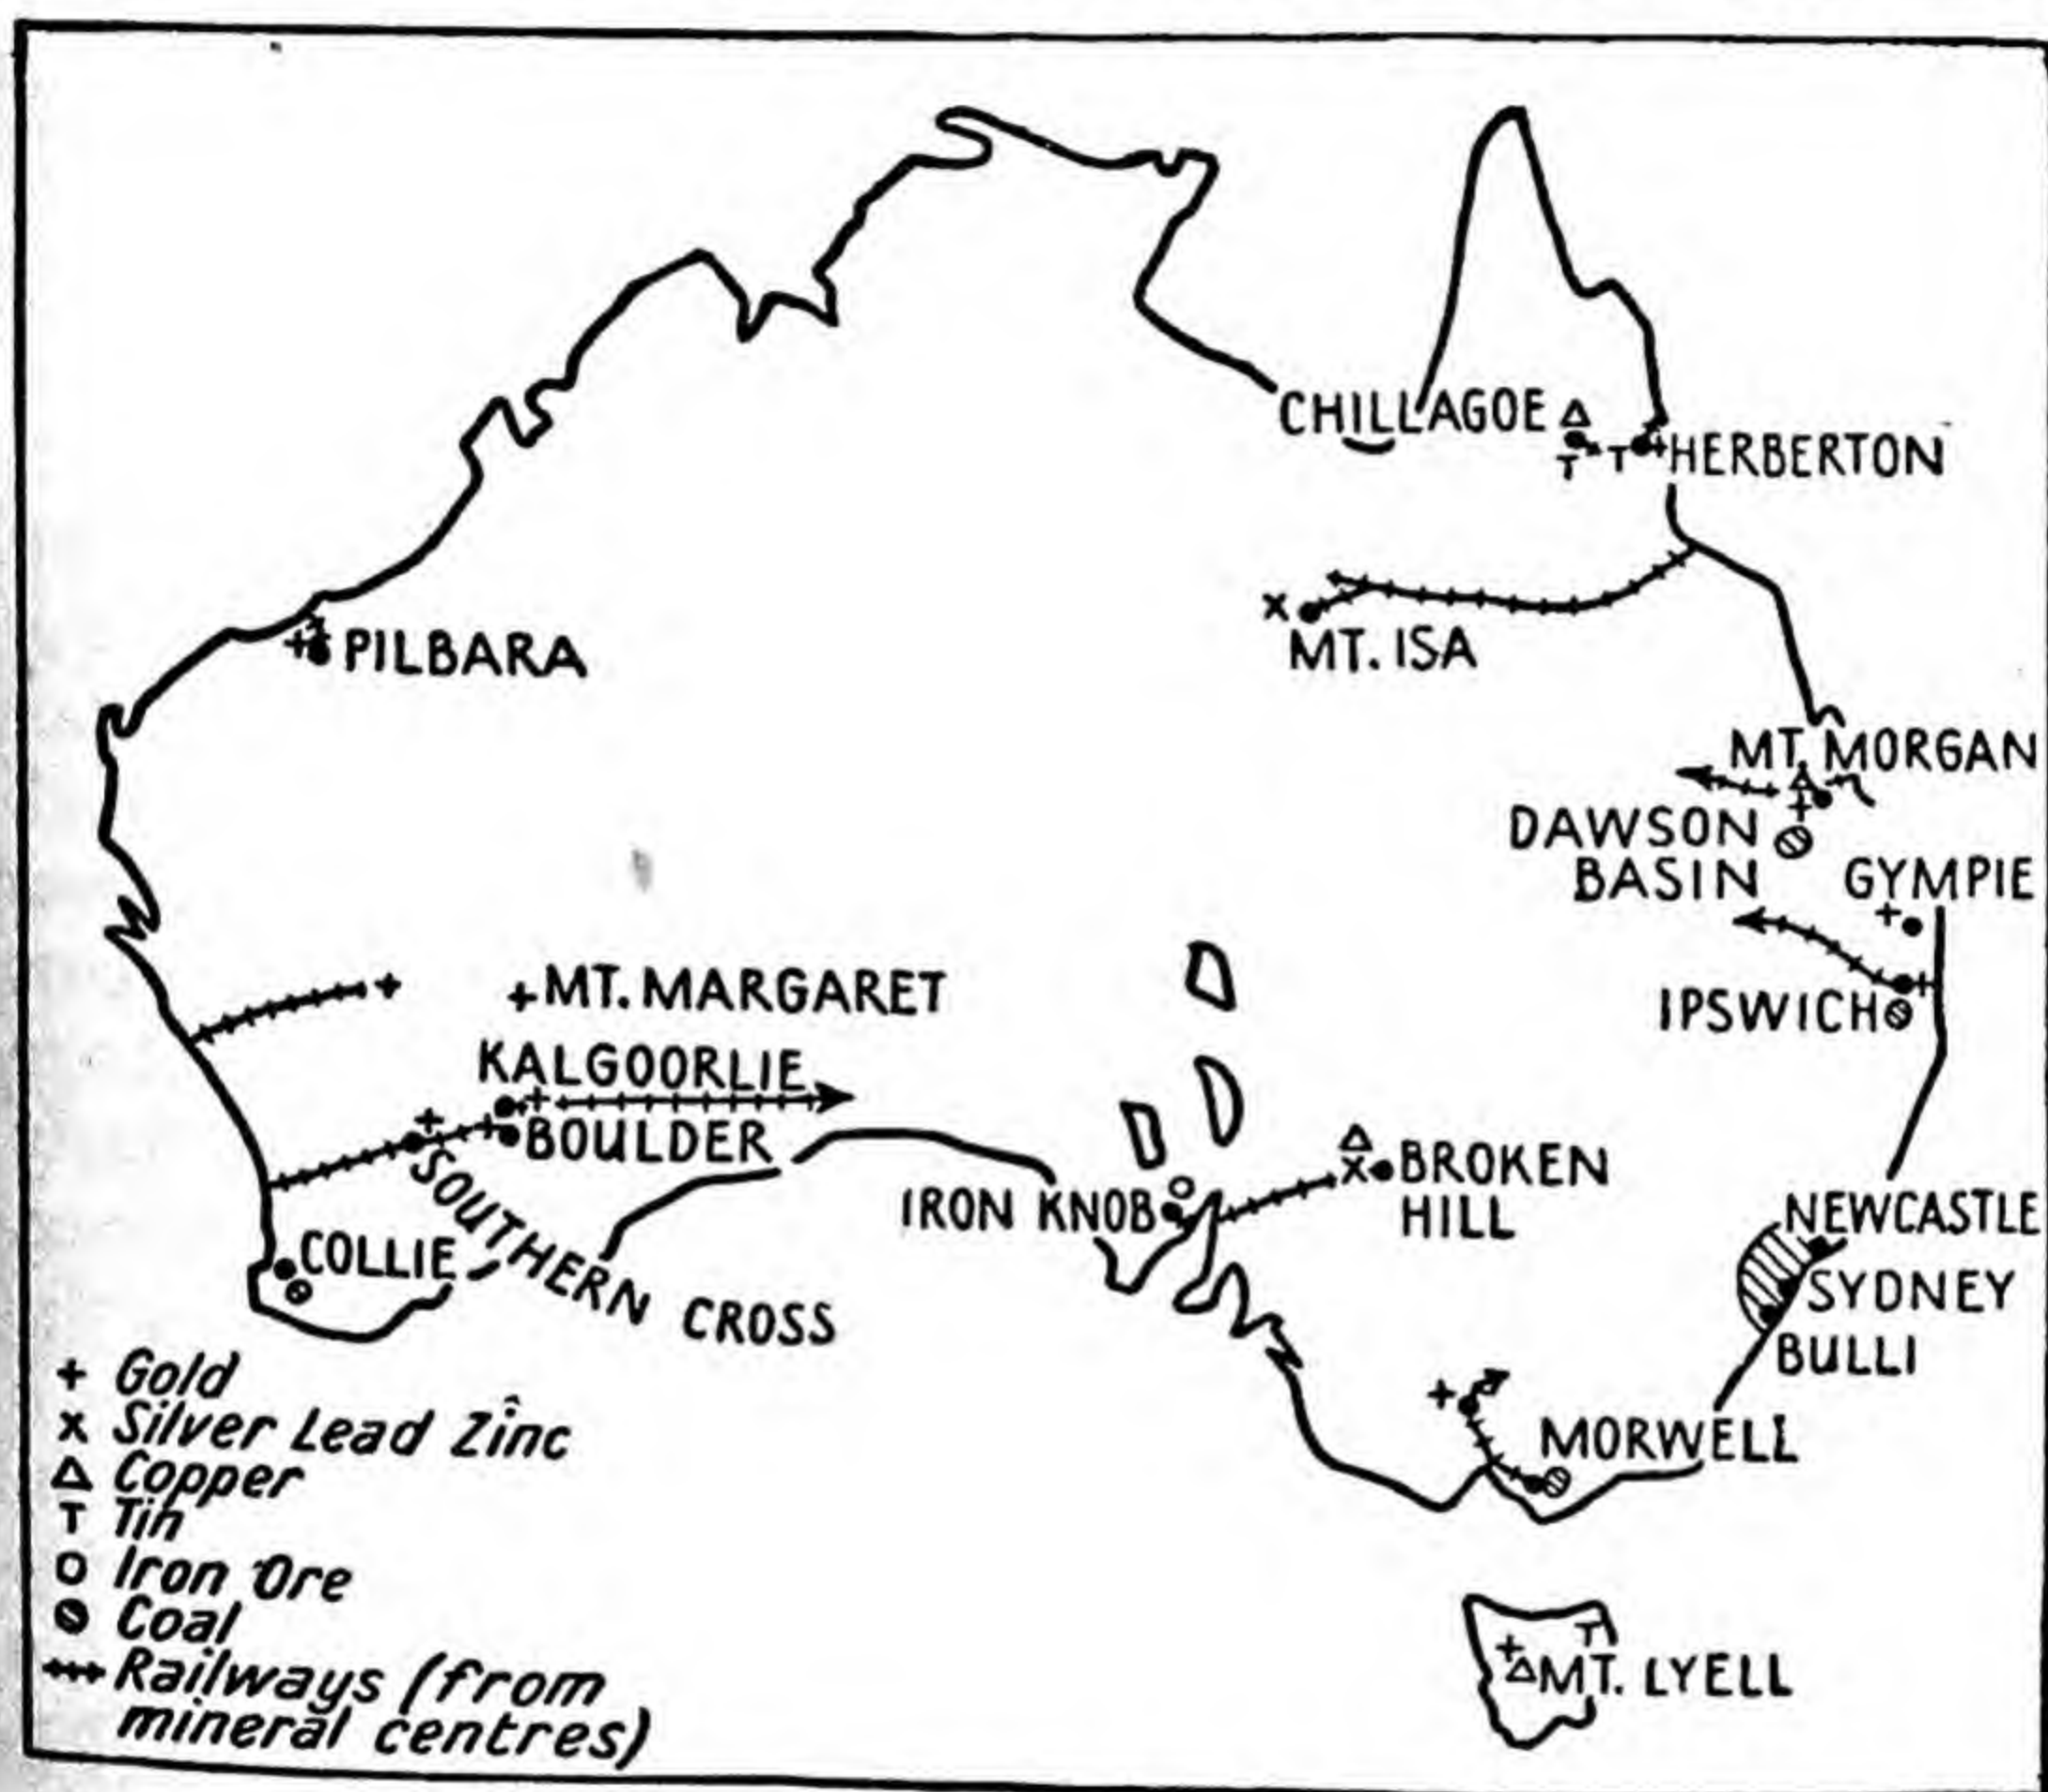 CHILLAGOE
HERBERTON
PILBARA
MT. ISA
MT. MORGAN
DAWSON
BASIN
GYMPIE
IPSWICH
MT. MARGARET
KALGOORLIE
BOULDER
SOUTHERN CROSS
COLLIE
IRON KNOB
BROKEN
HILL
NEWCASTLE
SYDNEY
BULLI
MORWELL
MT. LYELL
+ Gold
x Silver Lead Zinc
Δ Copper
T Tin
O Iron Ore
⊘ Coal
Railways (from
mineral centres)